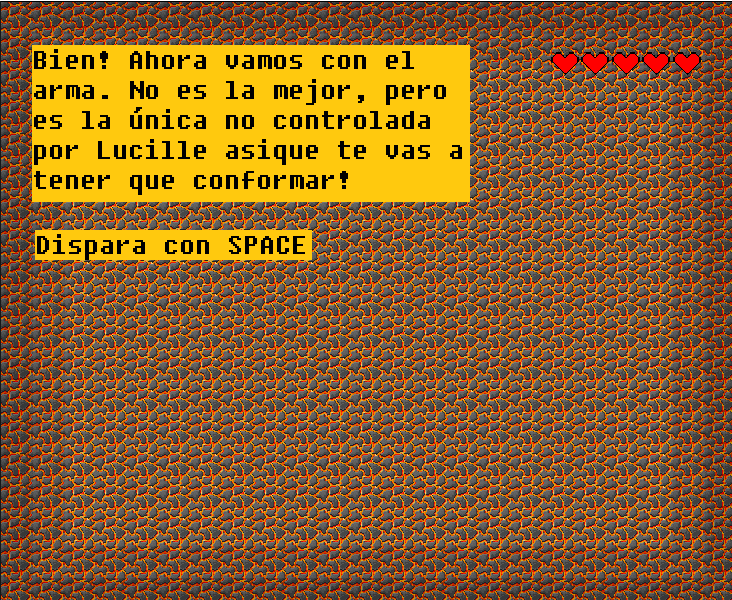 Bien! Ahora vamos con el
arma. No es la mejor, pero
es la única no controlada
por Lucille asique te vas a
tener que conformar!
Dispara con SPACE